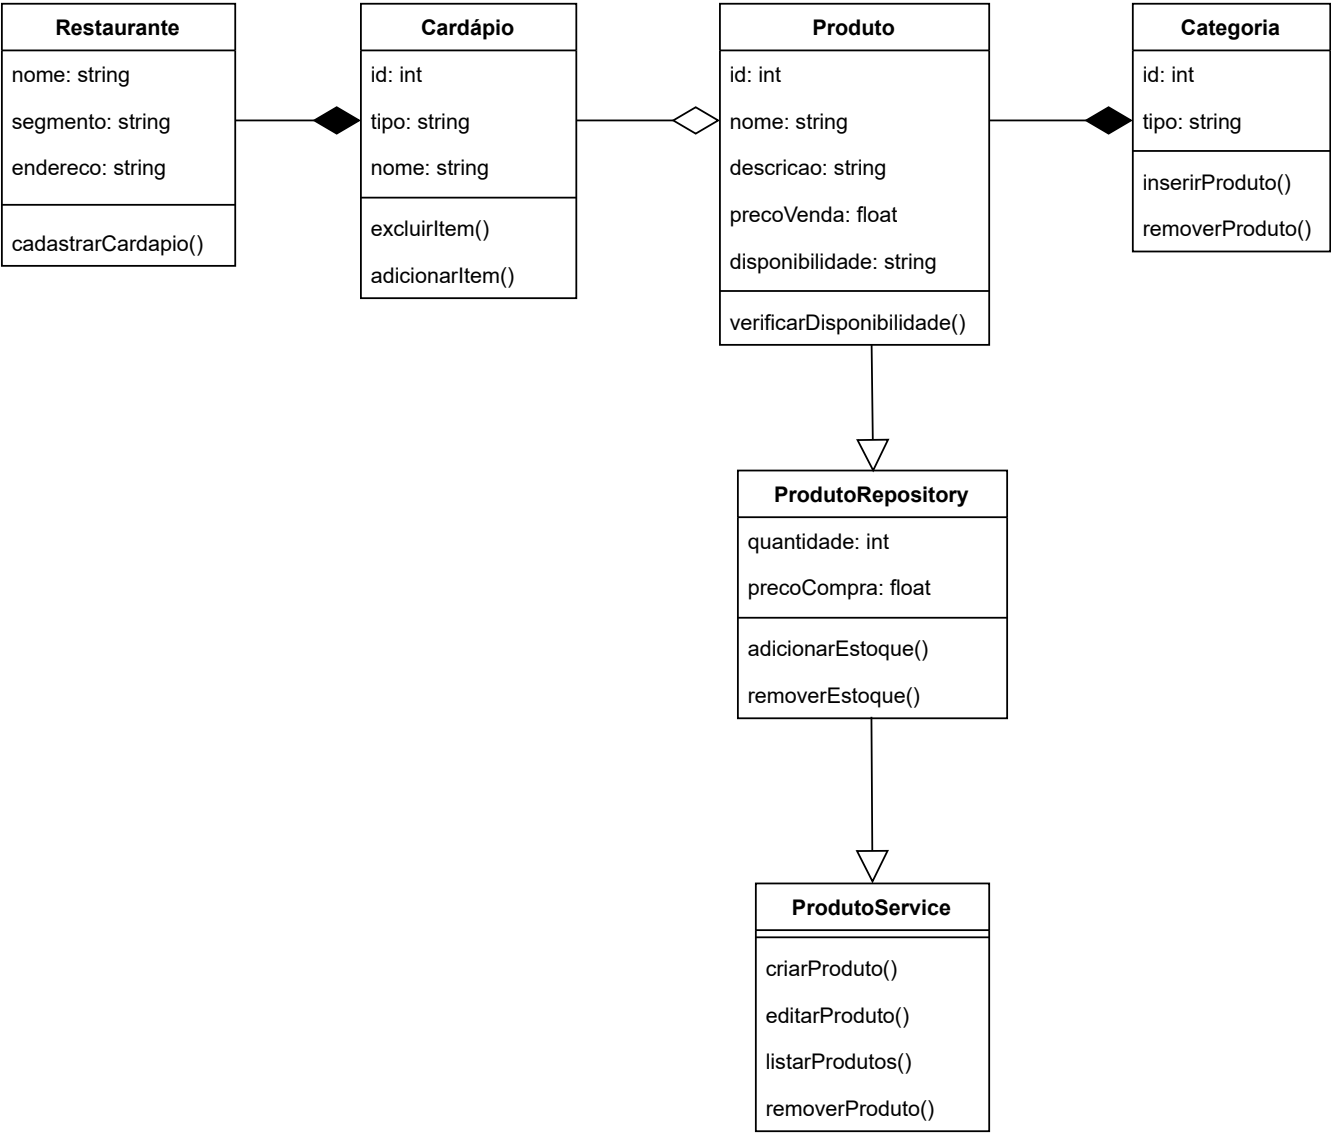 Restaurante
nome: string
segmento: string
endereco: string
cadastrarCardapio()
Cardápio
id: int
tipo: string
nome: string
excluirItem()
adicionarItem()
Produto
id: int
nome: string
descricao: string
precoVenda: float
disponibilidade: string
verificarDisponibilidade()
Categoria
id: int
tipo: string
inserirProduto()
removerProduto()
ProdutoRepository
quantidade: int
precoCompra: float
adicionarEstoque()
removerEstoque()
ProdutoService
criarProduto()
editarProduto()
listarProdutos()
removerProduto()